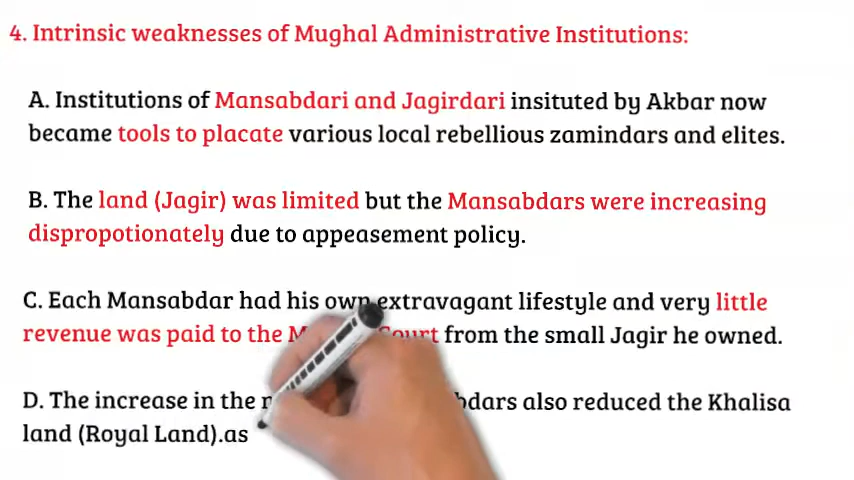 4. Intrinsic weaknesses of Mughal Administrative Institutions:
A. Institutions of Mansabdari and Jagirdari insituted by Akbar now
became tools to placate various local rebellious zamindars and elites.
B. The land (Jagir) was limited but the Mansabdars were increasing
dispropotionately due to appeasement policy.
C. Each Mansabdar had his own extravagant lifestyle and very little
revenue was paid to the Court from the small Jagir he owned.
D. The increase in the also reduced the Khalisa
land (Royal Land).as